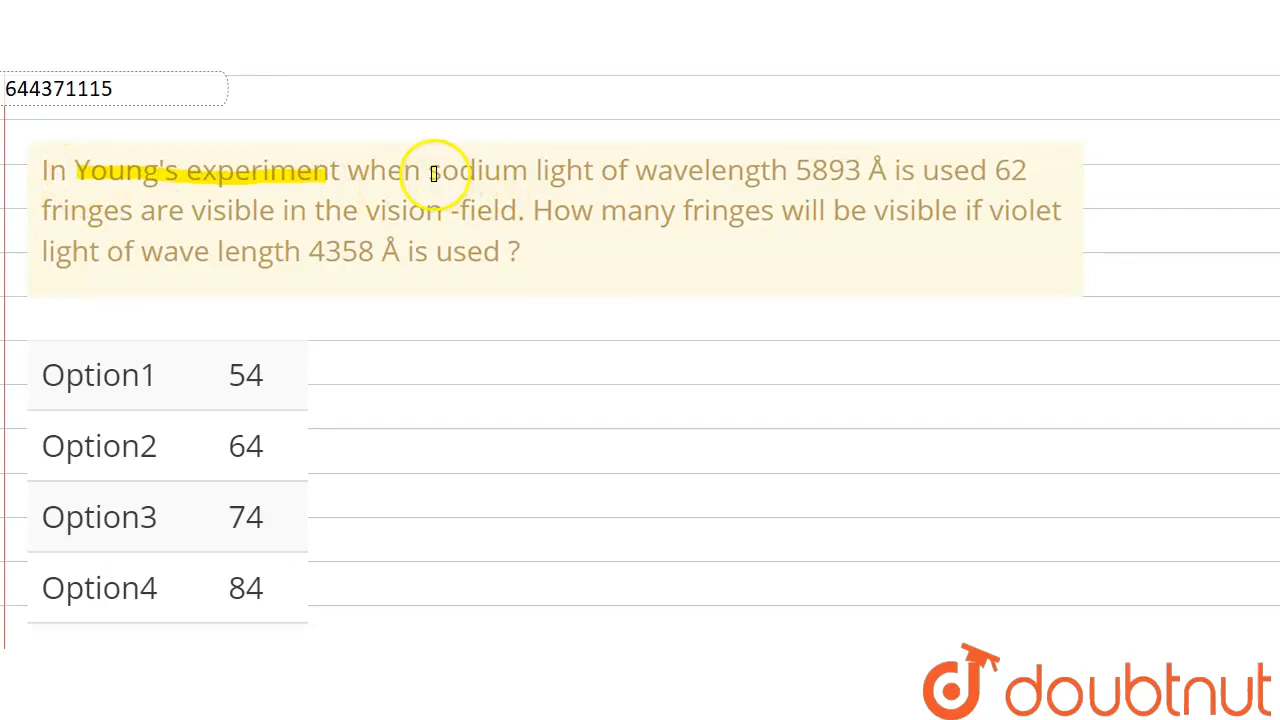 644371115
In Young's experiment when sodium light of wavelength 5893 Å is used 62
fringes are visible in the vision -field. How many fringes will be visible if violet
light of wave length 4358 Å is used ?
Option1 54
Option2 64
Option3 74
Option4 84
doubtnut